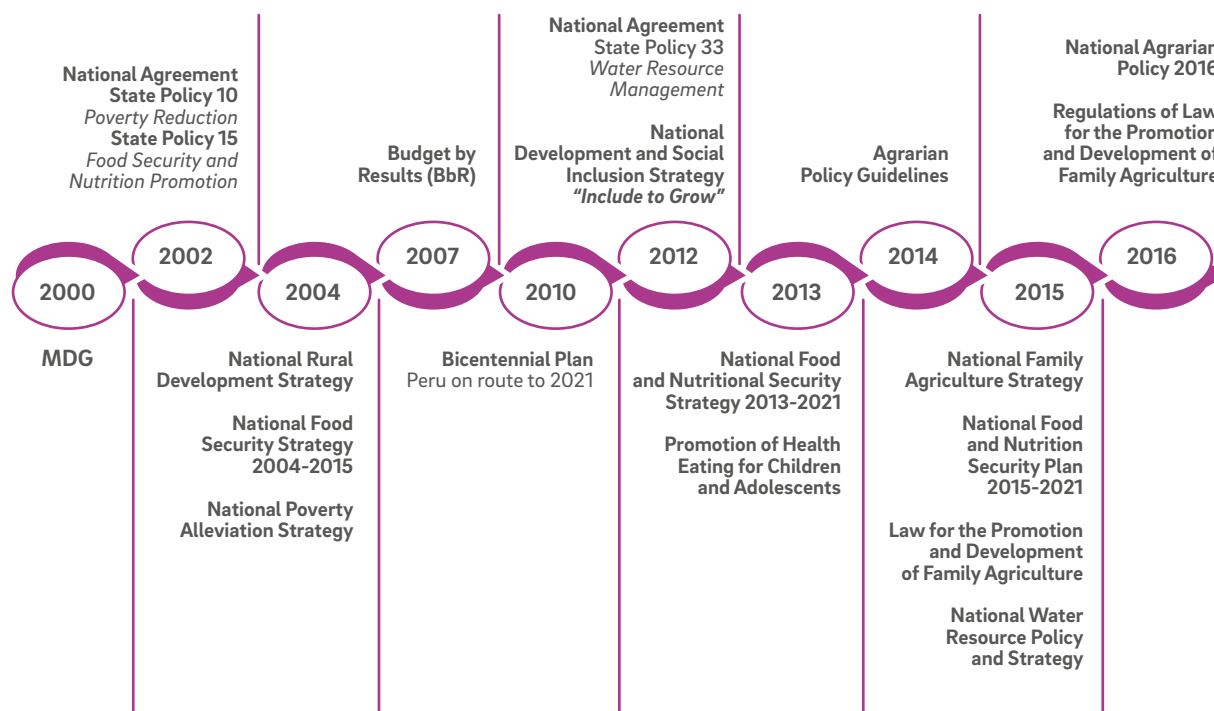 National Agreement
State Policy 10
Poverty Reduction
State Policy 15
Food Security and
Nutrition Promotion
Budget by
Results (BbR)
National Agreement
State Policy 33
Water Resource
Management
National
Development and Social
Inclusion Strategy
“Include to Grow”
Agrarian
Policy Guidelines
National Agrarian
Policy 2016
Regulations of Law
for the Promotion
and Development of
Family Agriculture
2000
2002
2004
2007
2010
2012
2013
2014
2015
2016
MDG
National Rural
Development Strategy
National Food
Security Strategy
2004-2015
National Poverty
Alleviation Strategy
Bicentennial Plan
Peru on route to 2021
National Food
and Nutritional Security
Strategy 2013-2021
Promotion of Health
Eating for Children
and Adolescents
National Family
Agriculture Strategy
National Food
and Nutrition
Security Plan
2015-2021
Law for the Promotion
and Development
of Family Agriculture
National Water
Resource Policy
and Strategy